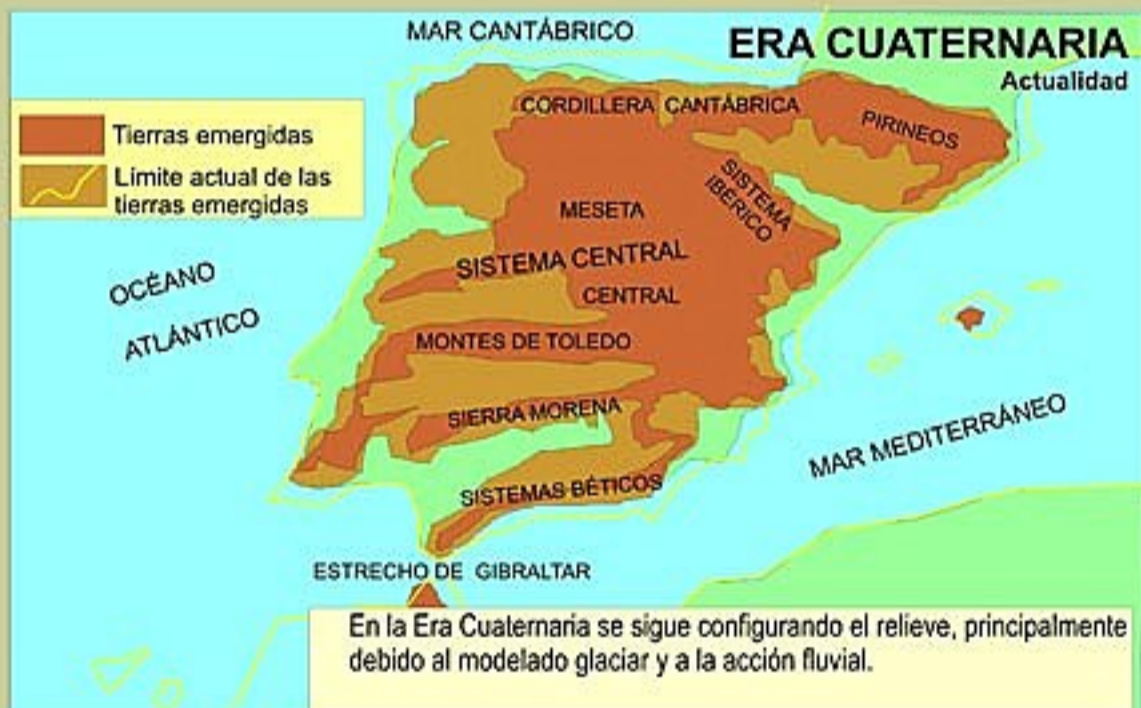 MAR CANTÁBRICO
ERA CUATERNARIA
Actualidad
Tierras emergidas
Límite actual de las
tierras emergidas
CORDILLERA CANTÁBRICA
PIRINEOS
SISTEMA
IBÉRICO
MESETA
SISTEMA CENTRAL
CENTRAL
OCÉANO
ATLÁNTICO
MONTES DE TOLEDO
SIERRA MORENA
MAR MEDITERRÁNEO
SISTEMAS BÉTICOS
ESTRECHO DE GIBRALTAR
En la Era Cuaternaria se sigue configurando el relieve, principalmente
debido al modelado glaciar y a la acción fluvial.